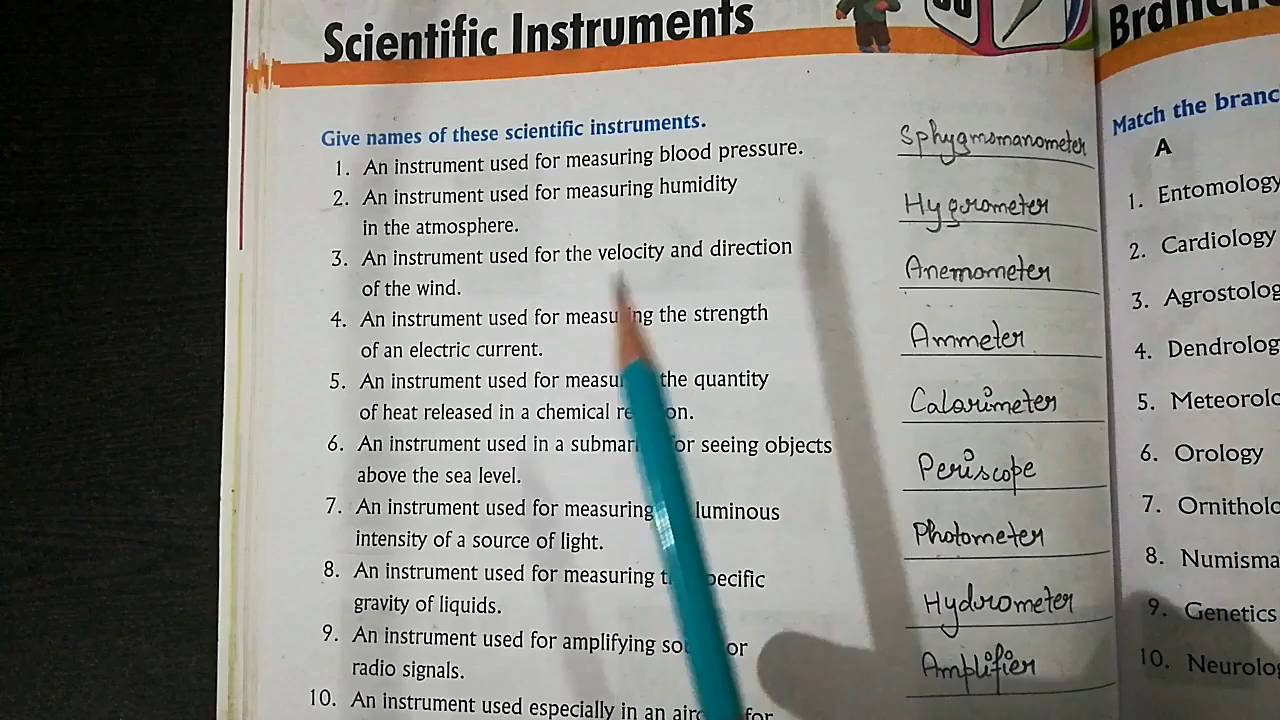 Scientific Instruments
Give names of these scientific instruments.
1. An instrument used for measuring blood pressure. Sphygmomanometer
2. An instrument used for measuring humidity
in the atmosphere. Hygrometer
3. An instrument used for the velocity and direction
of the wind. Anemometer
4. An instrument used for measuring the strength
of an electric current. Ammeter
5. An instrument used for measu the quantity
of heat released in a chemical re on. Calorimeter
6. An instrument used in a submar or seeing objects
above the sea level. Periscope
7. An instrument used for measuring luminous
intensity of a source of light. Photometer
8. An instrument used for measuring t pecific
gravity of liquids. Hydrometer
9. An instrument used for amplifying so or
radio signals. Amplifier
10. An instrument used especially in an airc for
Branch
Match the branc
A
1. Entomology
2. Cardiology
3. Agrostolog
4. Dendrolog
5. Meteorolo
6. Orology
7. Ornitholo
8. Numisma
9. Genetics
10. Neurolog